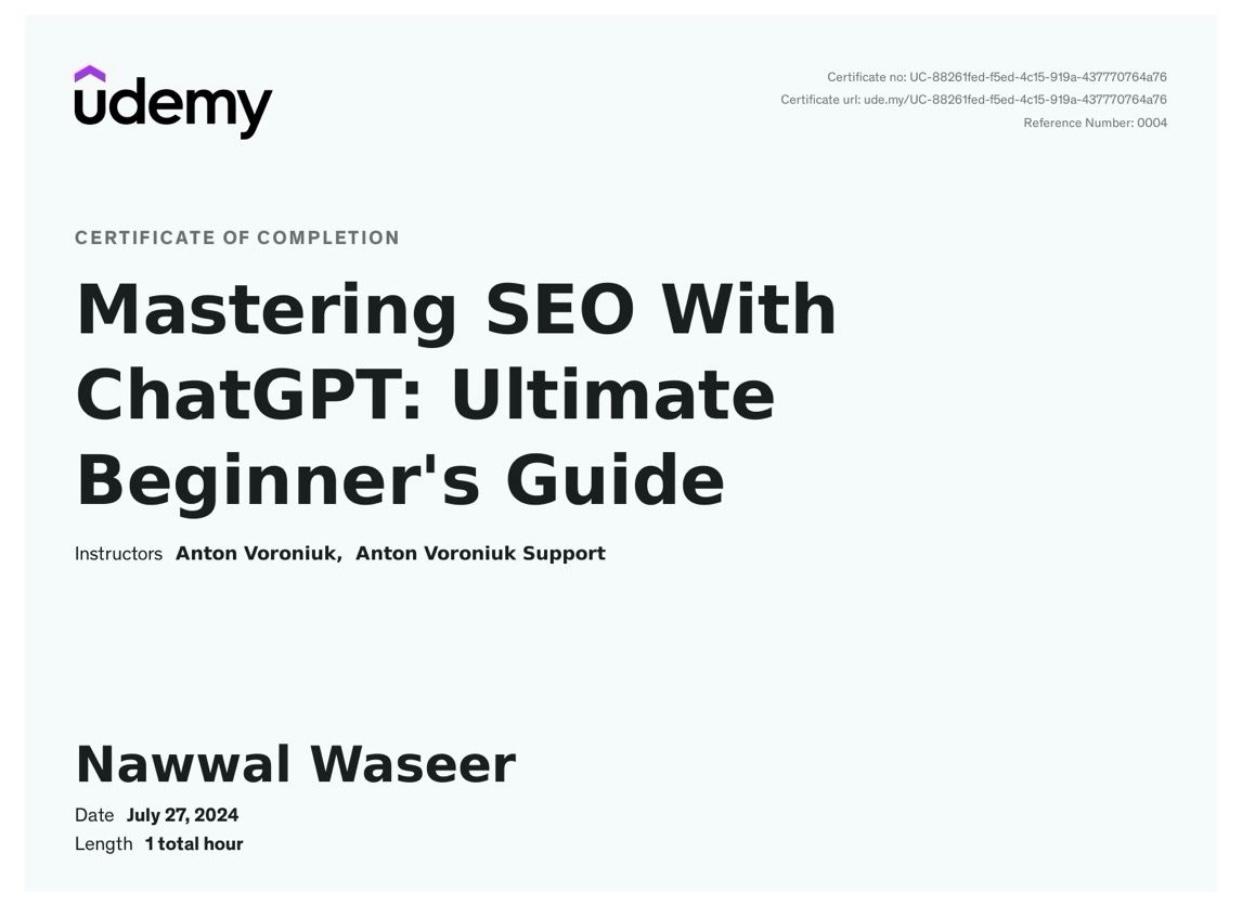 udemy
Certificate no: UC-88261fed-f5ed-4c15-919a-437770764a76
Certificate url: ude.my/UC-88261fed-f5ed-4c15-919a-437770764a76
Reference Number: 0004
CERTIFICATE OF COMPLETION
Mastering SEO With
ChatGPT: Ultimate
Beginner's Guide
Instructors Anton Voroniuk, Anton Voroniuk Support
Nawwal Waseer
Date July 27, 2024
Length 1 total hour